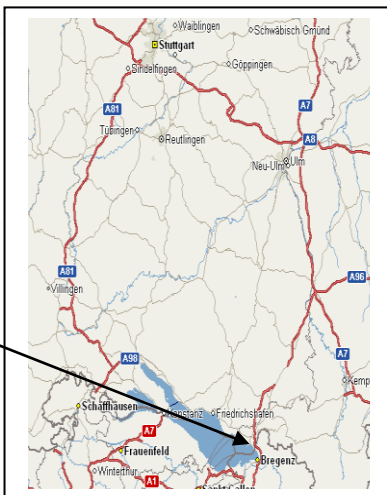 Waiblingen
Schwäbisch Gmünd
Stuttgart
Sindelfingen
Göppingen
A81
A7
Tübingen
Reutlingen
A8
Neu-Ulm
Ulm
A81
A96
Villingen
A98
A7
Schaffhausen
Konstanz
Friedrichshafen
A7
Frauenfeld
Bregenz
Winterthur
A1